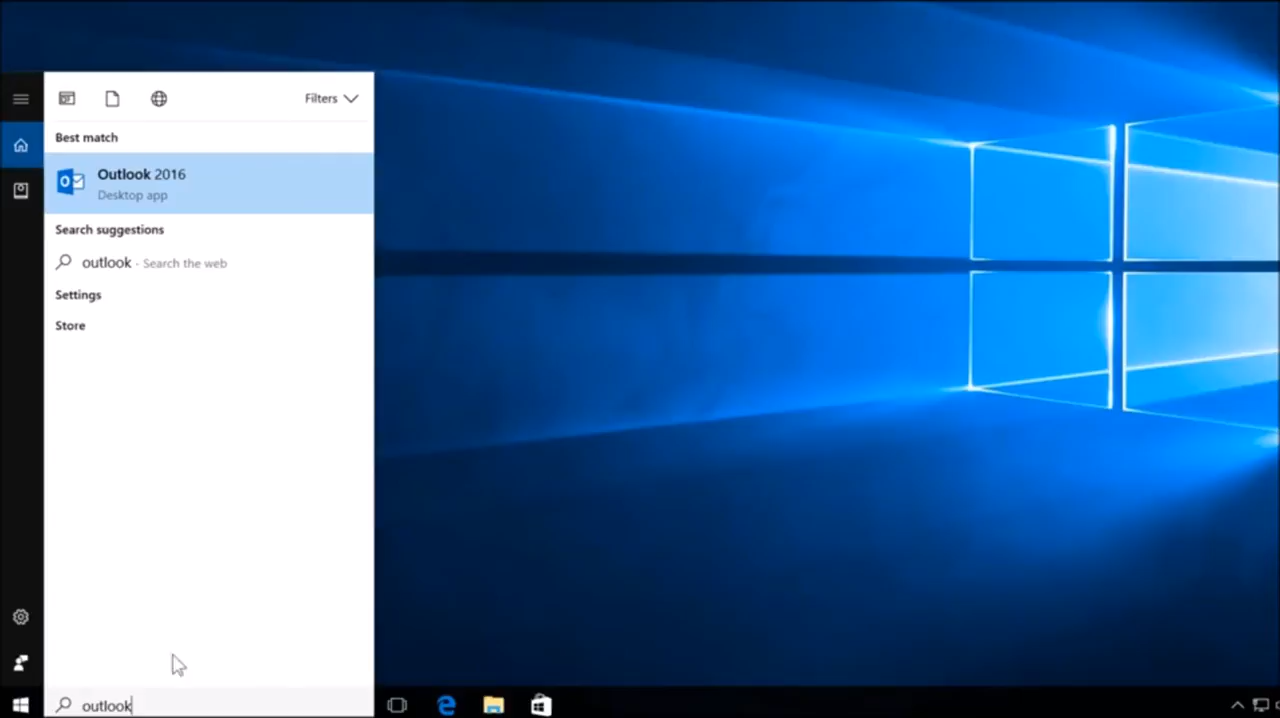 Filters
Best match
Outlook 2016
Desktop app
Search suggestions
outlook - Search the web
Settings
Store
outlook